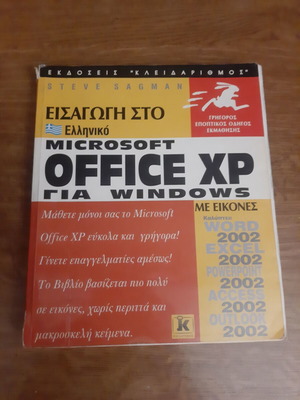 ΕΚΔΟΣΕΙΣ "ΚΛΕΙΔΑΡΙΘΜΟΣ"
STEVE SAGMAN
ΕΙΣΑΓΩΓΗ ΣΤΟ
Ελληνικό
ΓΡΗΓΟΡΟΣ
ΕΠΟΠΤΙΚΟΣ ΟΔΗΓΟΣ
ΕΚΜΑΘΗΣΗΣ
MICROSOFT
OFFICE XP
ΓΙΑ WINDOWS
ΜΕ ΕΙΚΟΝΕΣ
Μάθετε μόνοι σας το Microsoft
Office XP εύκολα και γρήγορα!
Γίνετε επαγγελματίες αμέσως!
Το Βιβλίο βασίζεται πιο πολύ
σε εικόνες, χωρίς περιττά και
μακροσκελή κείμενα.
Καλύπτει
WORD
2002
EXCEL
2002
POWERPOINT
2002
ACCESS
2002
OUTLOOK
2002
K